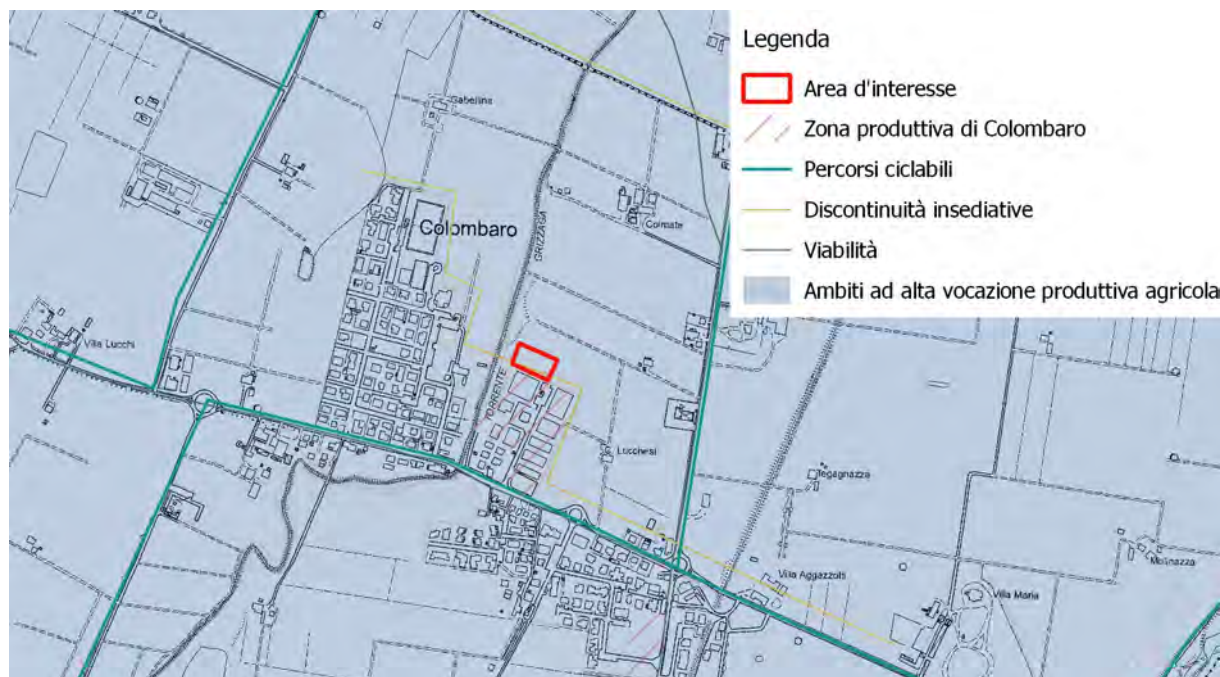 Legenda
Area d'interesse
Zona produttiva di Colombaro
Percorsi ciclabili
Discontinuità insediative
Viabilità
Ambiti ad alta vocazione produttiva agricola
Gaberlina
Colombaro
GRIZZAGA
Colmate
Villa Lucchi
TORRENTE
Lucchesi
Tegagnazza
Molinazza
Villa Aggazzotti
Villa Maria